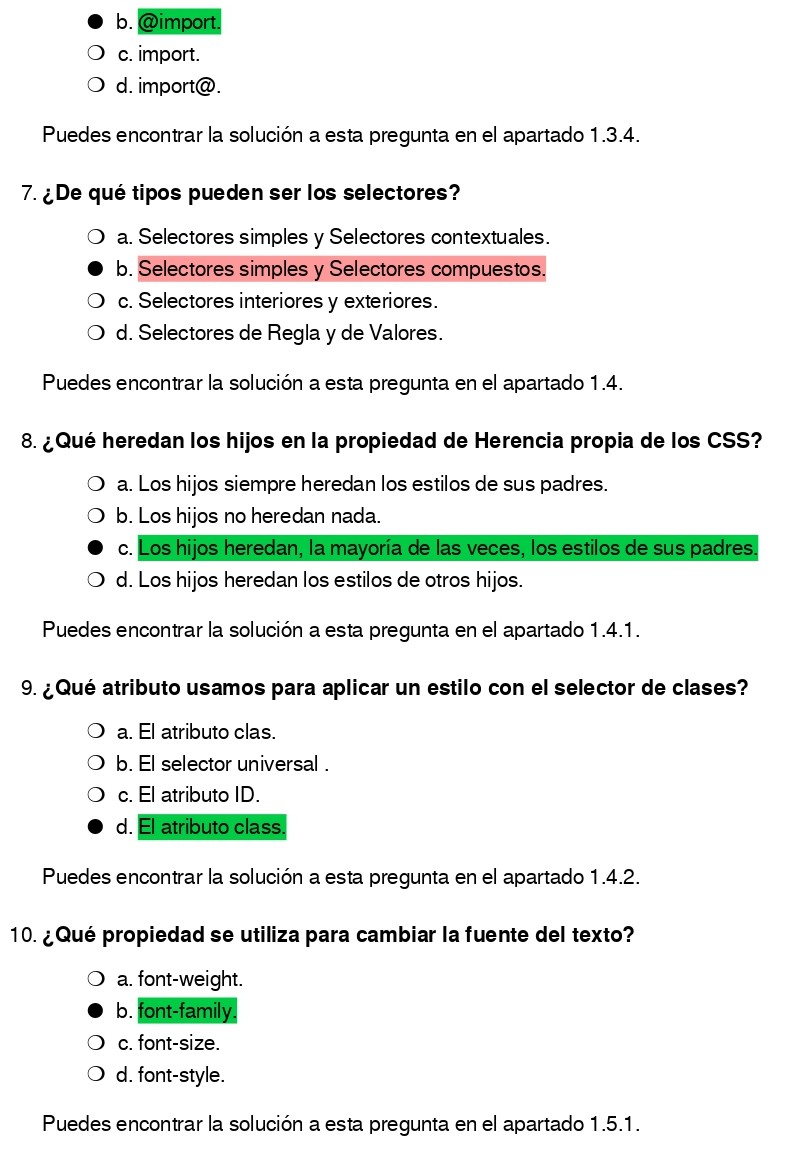 b. @import.
c. import.
d. import@.
Puedes encontrar la solución a esta pregunta en el apartado 1.3.4.
7. ¿De qué tipos pueden ser los selectores?
a. Selectores simples y Selectores contextuales.
b. Selectores simples y Selectores compuestos.
c. Selectores interiores y exteriores.
d. Selectores de Regla y de Valores.
Puedes encontrar la solución a esta pregunta en el apartado 1.4.
8. ¿Qué heredan los hijos en la propiedad de Herencia propia de los CSS?
a. Los hijos siempre heredan los estilos de sus padres.
b. Los hijos no heredan nada.
c. Los hijos heredan, la mayoría de las veces, los estilos de sus padres.
d. Los hijos heredan los estilos de otros hijos.
Puedes encontrar la solución a esta pregunta en el apartado 1.4.1.
9. ¿Qué atributo usamos para aplicar un estilo con el selector de clases?
a. El atributo clas.
b. El selector universal .
c. El atributo ID.
d. El atributo class.
Puedes encontrar la solución a esta pregunta en el apartado 1.4.2.
10. ¿Qué propiedad se utiliza para cambiar la fuente del texto?
a. font-weight.
b. font-family.
c. font-size.
d. font-style.
Puedes encontrar la solución a esta pregunta en el apartado 1.5.1.